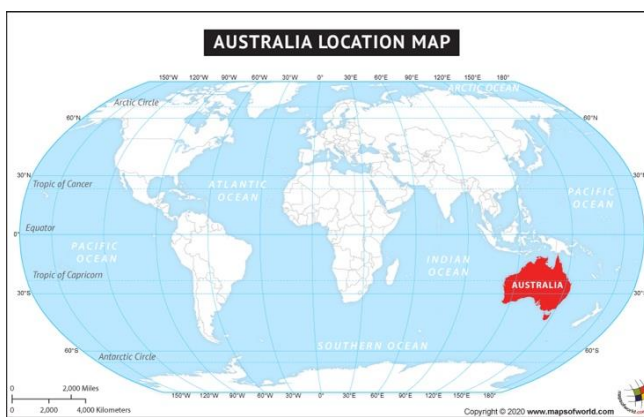 AUSTRALIA LOCATION MAP
150°W 120°W 90°W 60°W 30°W 0° 30°E 60°E 90°E 120°E 150°E 180°
ARCTIC OCEAN
Arctic Circle
60°N 60°N
30°N 30°N
Tropic of Cancer
ATLANTIC
OCEAN
PACIFIC
OCEAN
Equator
0° 0°
PACIFIC
OCEAN
INDIAN
OCEAN
Tropic of Capricorn
AUSTRALIA
30°S 30°S
SOUTHERN OCEAN
60°S 60°S
Antarctic Circle
0 2,000 Miles
0 2,000 4,000 Kilometers
150°W 120°W 90°W 60°W 30°W 0° 30°E 60°E 90°E 120°E 150°E 180°
Copyright © 2020 www.mapsofworld.com